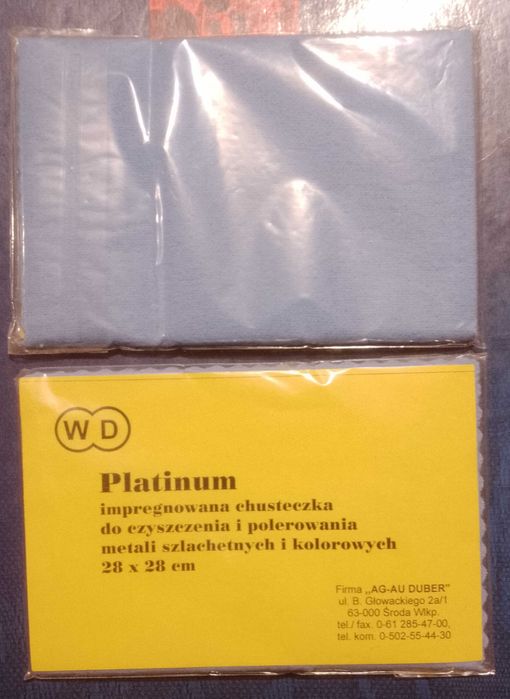 WD
Platinum
impregnowana chusteczka
do czyszczenia i polerowania
metali szlachetnych i kolorowych
28 x 28 cm
Firma „AG-AU DUBER"
ul. B. Głowackiego 2a/1
63-000 Środa Wlkp.
tel./ fax. 0-61 285-47-00,
tel. kom. 0-502-55-44-30